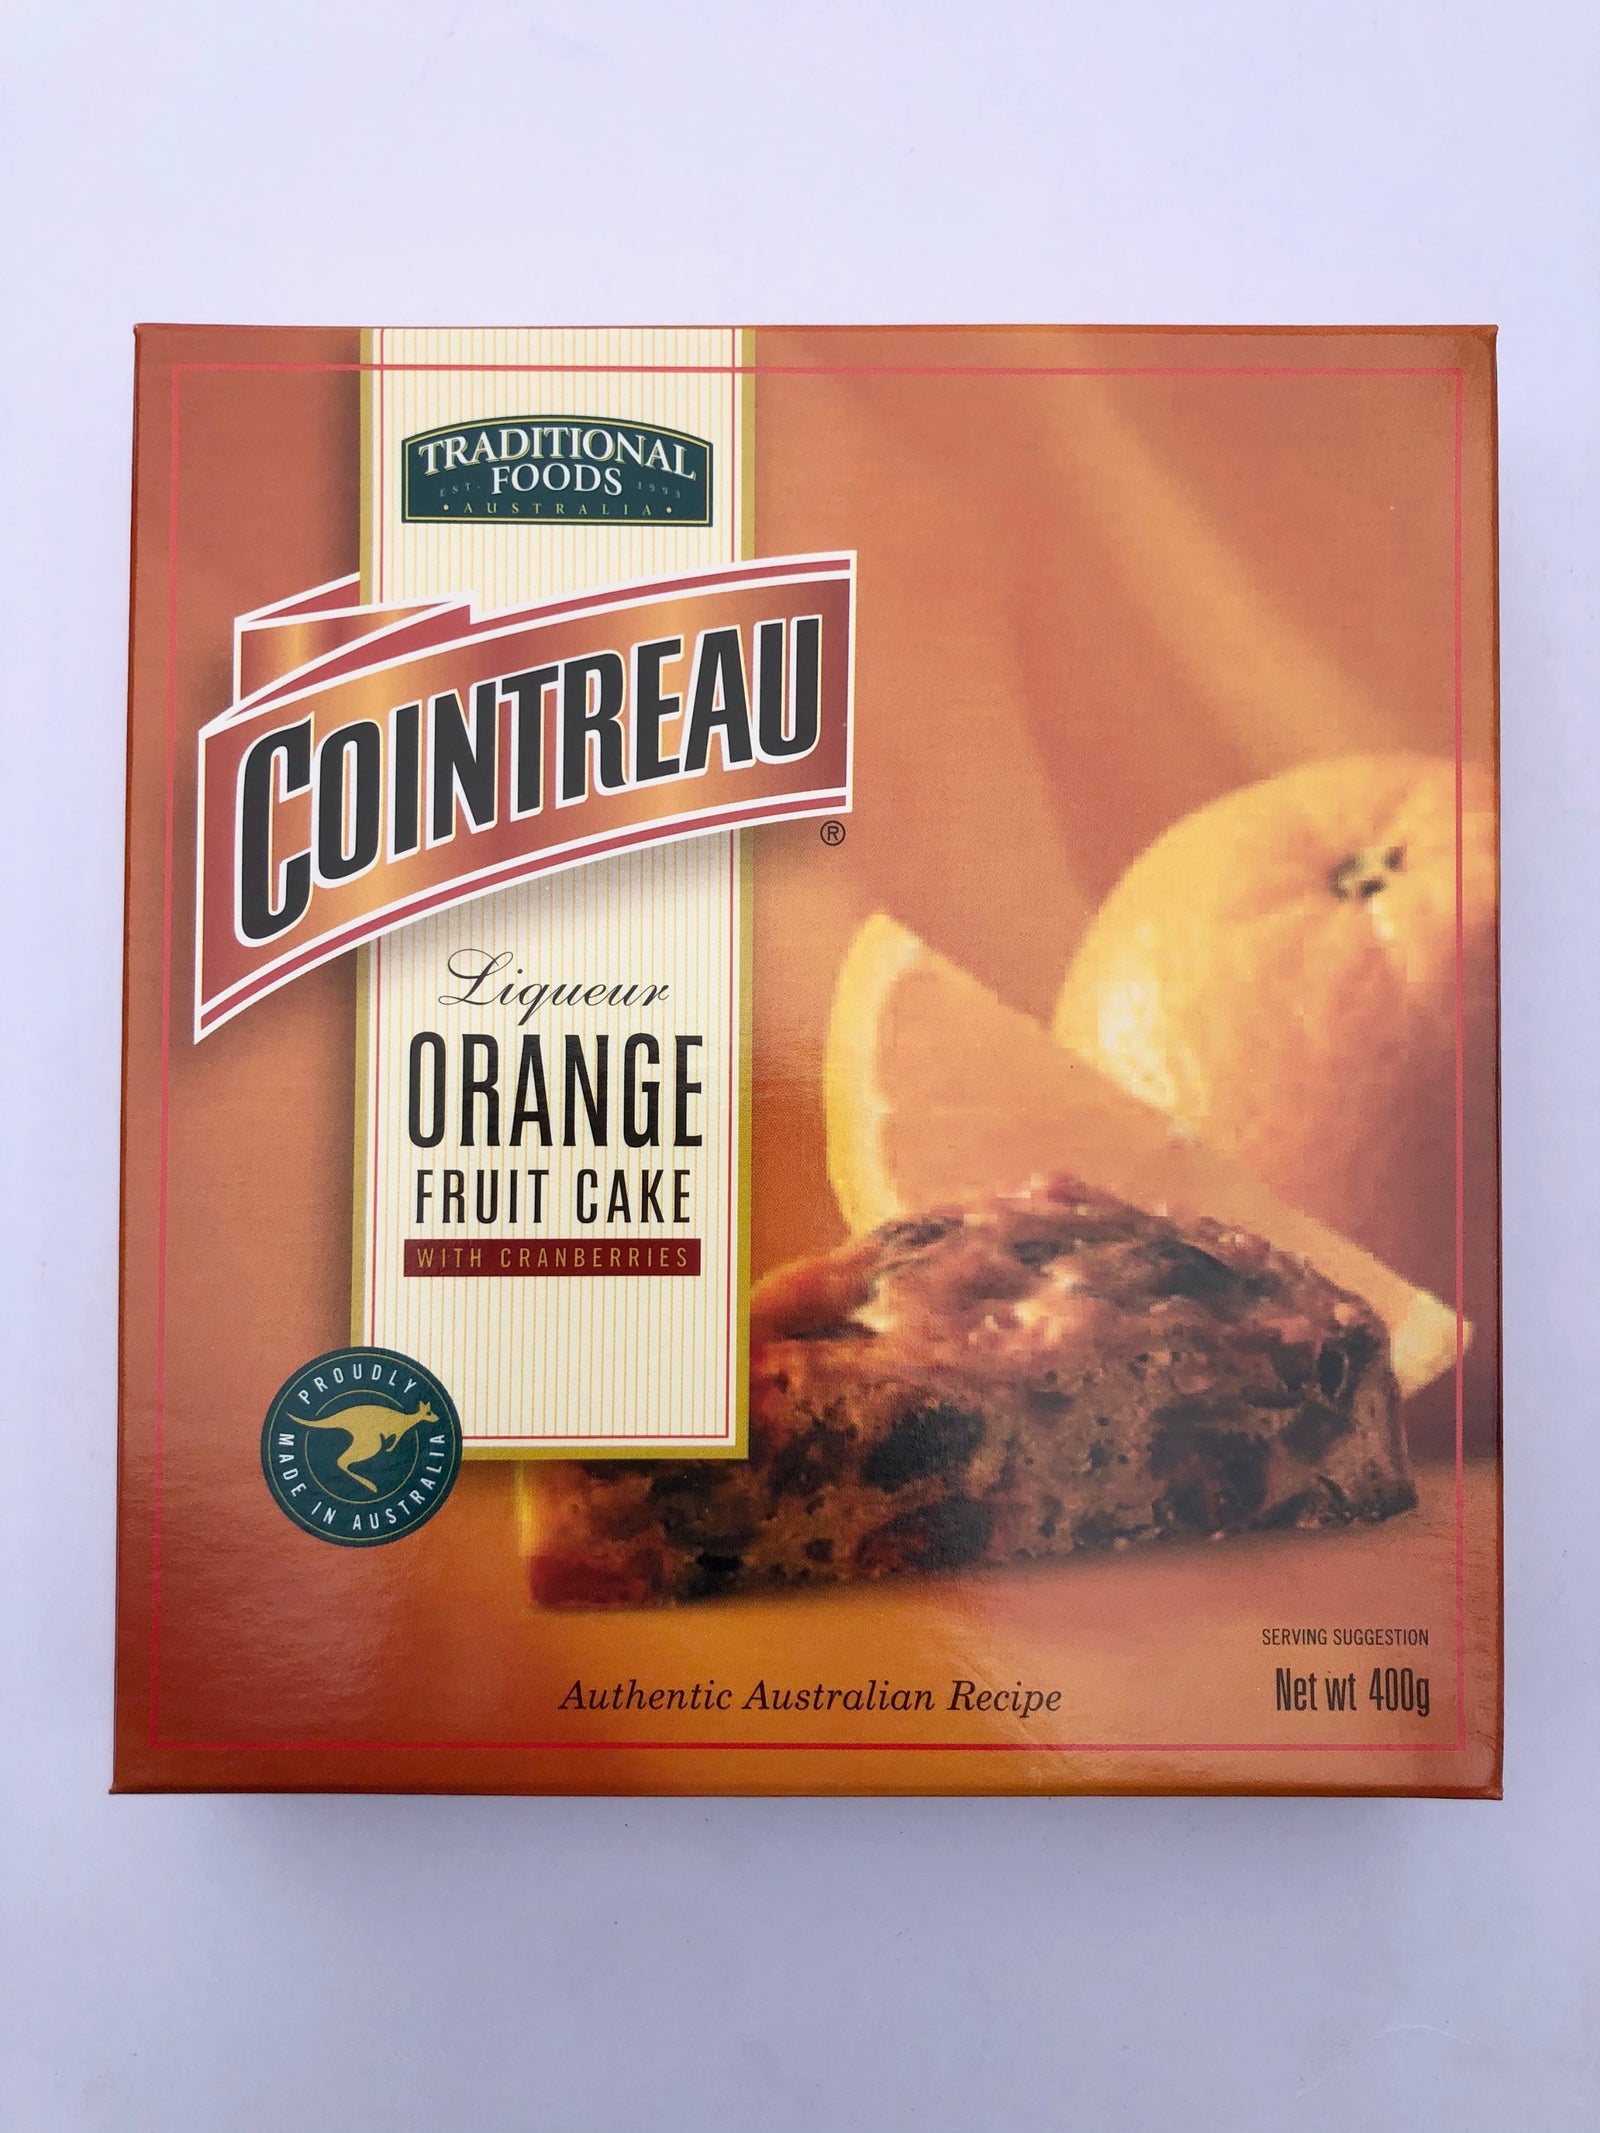 TRADITIONAL
FOODS
EST. 1993
• AUSTRALIA •
COINTREAU
®
Liqueur
ORANGE
FRUIT CAKE
WITH CRANBERRIES
PROUDLY
MADE IN AUSTRALIA
SERVING SUGGESTION
Authentic Australian Recipe
Net wt 400g